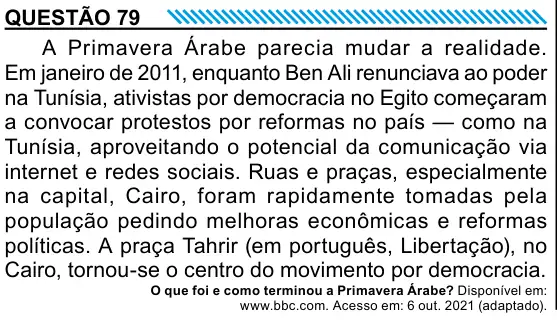 QUESTÃO 79
A Primavera Árabe parecia mudar a realidade.
Em janeiro de 2011, enquanto Ben Ali renunciava ao poder
na Tunísia, ativistas por democracia no Egito começaram
a convocar protestos por reformas no país — como na
Tunísia, aproveitando o potencial da comunicação via
internet e redes sociais. Ruas e praças, especialmente
na capital, Cairo, foram rapidamente tomadas pela
população pedindo melhoras econômicas e reformas
políticas. A praça Tahrir (em português, Libertação), no
Cairo, tornou-se o centro do movimento por democracia.
O que foi e como terminou a Primavera Árabe? Disponível em:
www.bbc.com. Acesso em: 6 out. 2021 (adaptado).